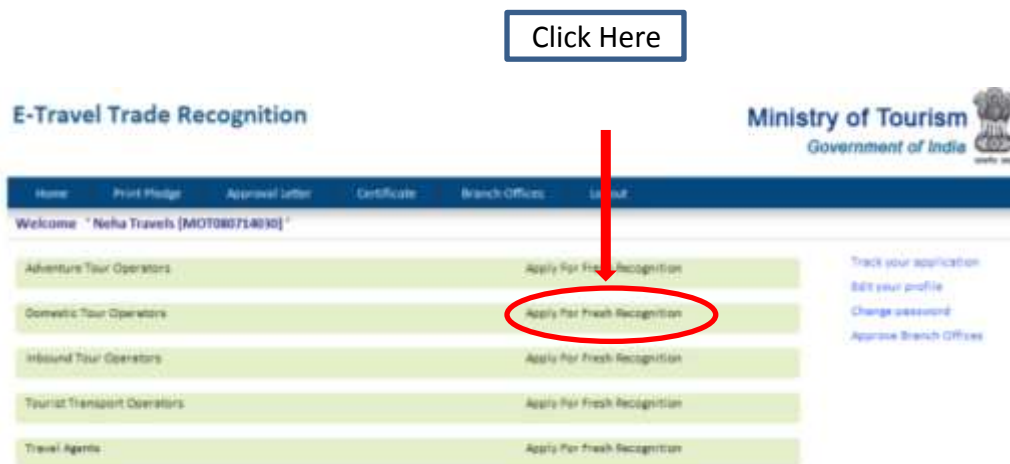 Click Here
E-Travel Trade Recognition
Ministry of Tourism
Government of India
Home Print Pledge Approval Letter Certificate Branch Offices
Welcome "Neha Travels [MOT080714030]"
Adventure Tour Operators Apply For Fresh Recognition
Track your application
Edit your profile
Domestic Tour Operators Apply For Fresh Recognition
Change password
Approve Branch Offices
Inbound Tour Operators Apply For Fresh Recognition
Tourist Transport Operators Apply For Fresh Recognition
Travel Agents Apply For Fresh Recognition